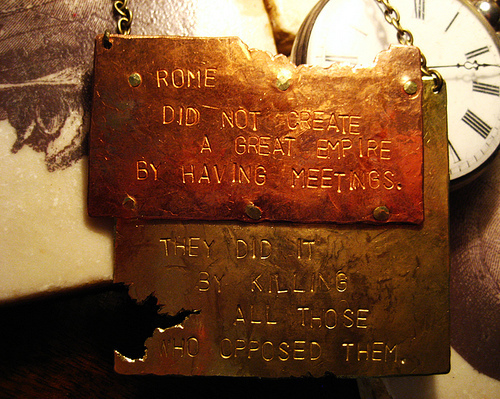 ROME
DID NOT CREATE
A GREAT EMPIRE
BY HAVING MEETINGS.
THEY DID IT
BY KILLING
ALL THOSE
WHO OPPOSED THEM.